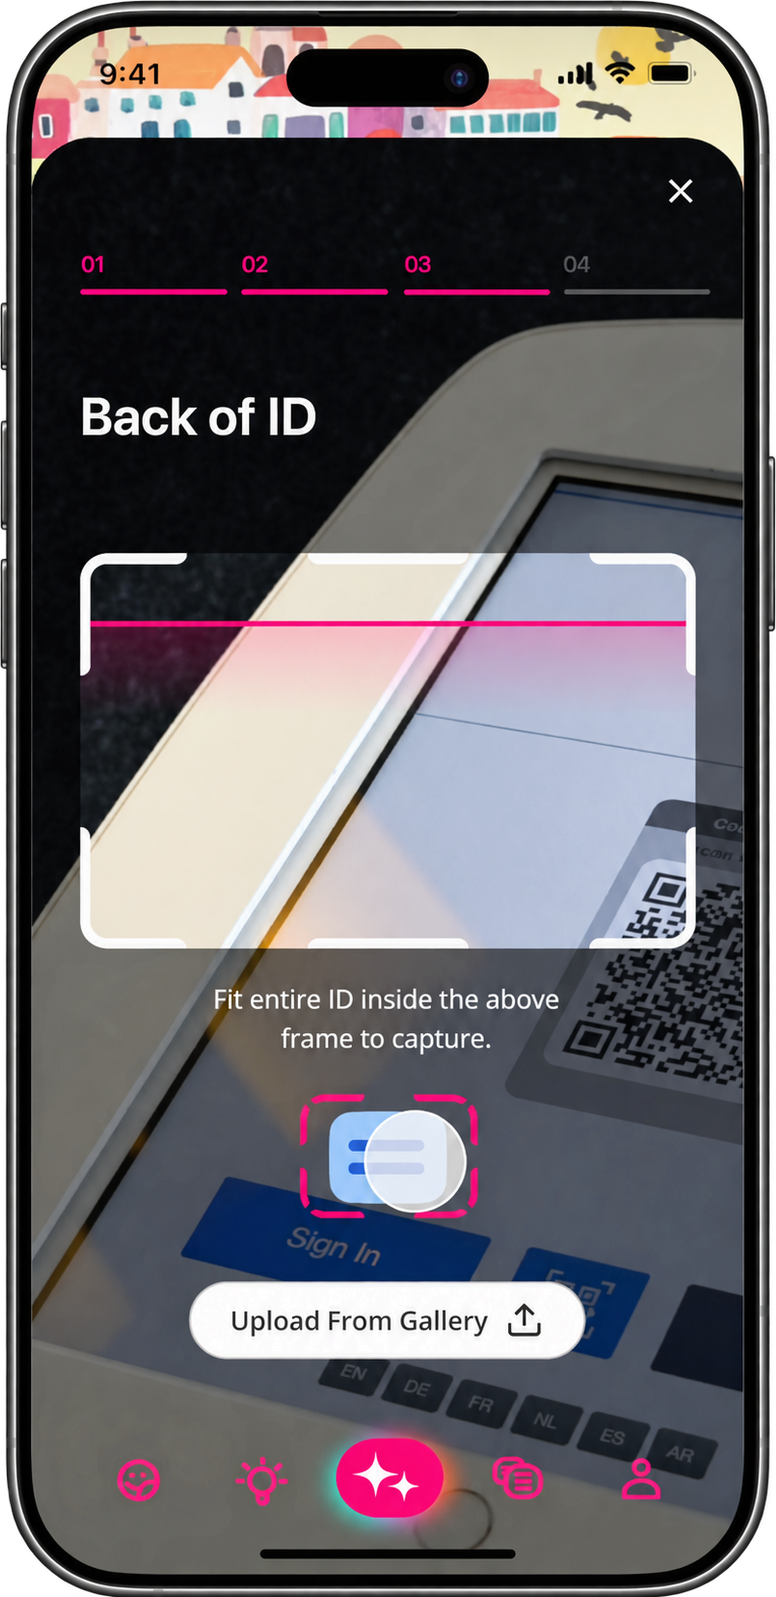 9:41
01 02 03 04
Back of ID
Fit entire ID inside the above
frame to capture.
Sign In
Upload From Gallery
EN DE FR NL ES AR